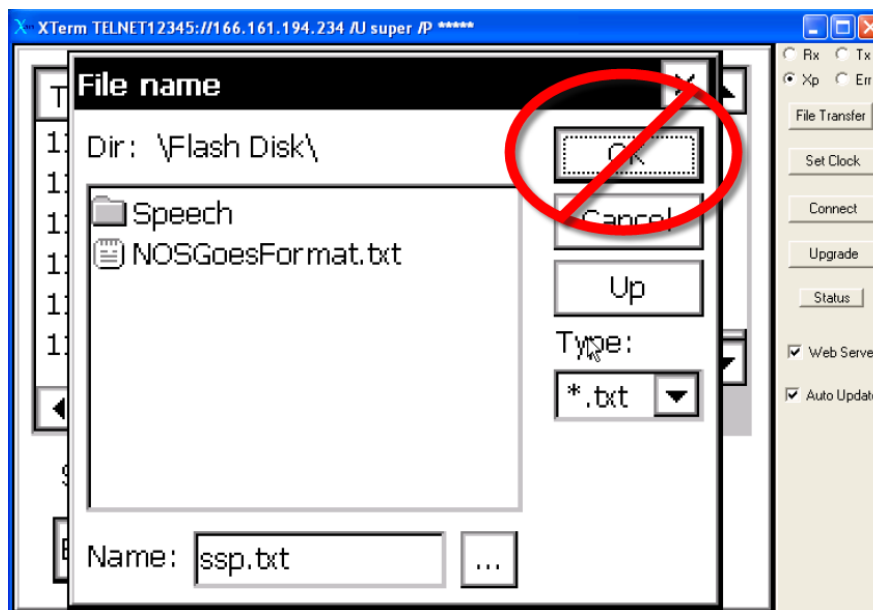 XTerm TELNET12345://166.161.194.234 /U super /P *****
File name
Dir: \Flash Disk\
OK
Speech
Cancel
NOSGoesFormat.txt
Up
Type:
*.txt
Name: ssp.txt ...
Rx Tx
Xp Err
File Transfer
Set Clock
Connect
Upgrade
Status
Web Serve
Auto Update